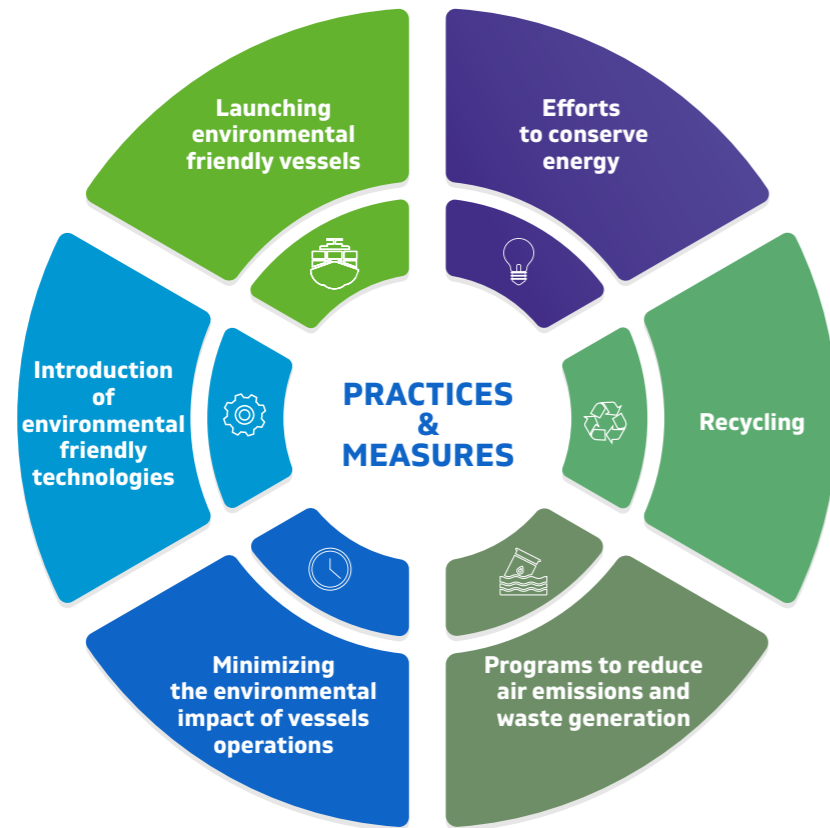 Launching
environmental
friendly vessels
Efforts
to conserve
energy
Introduction
of
environmental
friendly
technologies
PRACTICES
&
MEASURES
Recycling
Minimizing
the environmental
impact of vessels
operations
Programs to reduce
air emissions and
waste generation